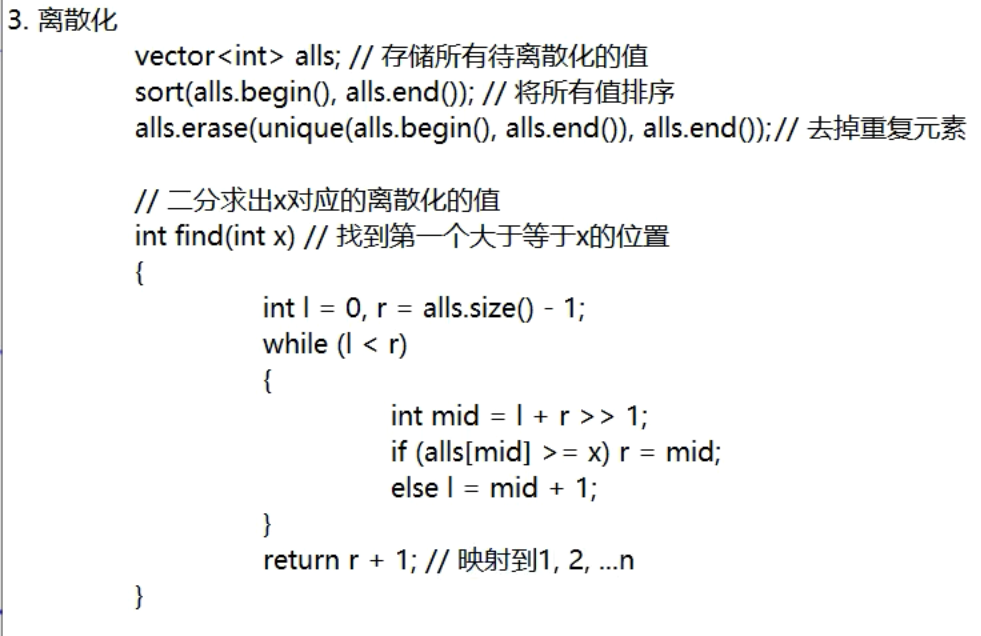 3. 离散化
vector<int> alls; // 存储所有待离散化的值
sort(alls.begin(), alls.end()); // 将所有值排序
alls.erase(unique(alls.begin(), alls.end()), alls.end());// 去掉重复元素
// 二分求出x对应的离散化的值
int find(int x) // 找到第一个大于等于x的位置
{
int l = 0, r = alls.size() - 1;
while (l < r)
{
int mid = l + r >> 1;
if (alls[mid] >= x) r = mid;
else l = mid + 1;
}
return r + 1; // 映射到1, 2, ...n
}